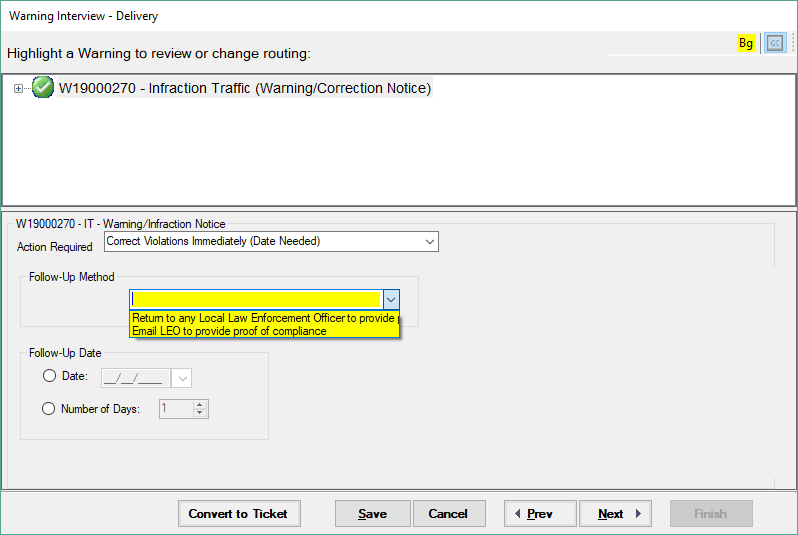 Warning Interview - Delivery
Bg
QC
Highlight a Warning to review or change routing:
W19000270 - Infraction Traffic (Warning/Correction Notice)
W19000270 - IT - Warning/Infraction Notice
Action Required
Correct Violations Immediately (Date Needed)
Follow-Up Method
Return to any Local Law Enforcement Officer to provide
Email LEO to provide proof of compliance
Follow-Up Date
Date: __/__/____
Number of Days: 1
Convert to Ticket
Save
Cancel
Prev
Next
Finish